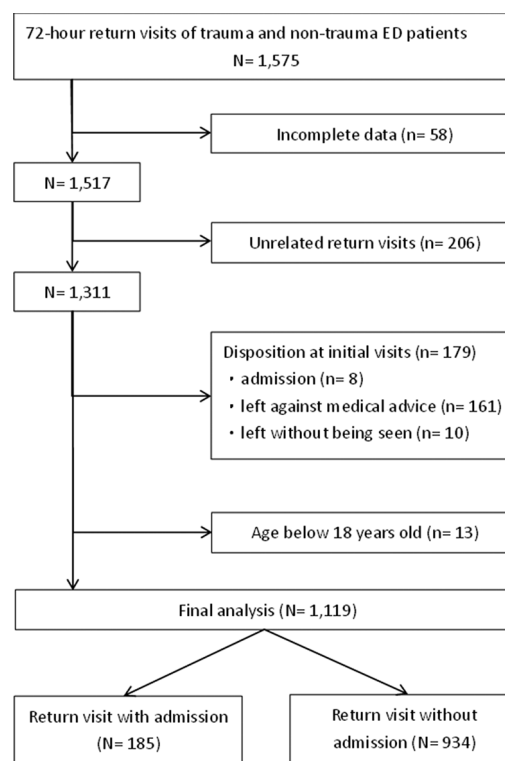 72-hour return visits of trauma and non-trauma ED patients
N= 1,575
Incomplete data (n= 58)
N= 1,517
Unrelated return visits (n= 206)
N= 1,311
Disposition at initial visits (n= 179)
・admission (n= 8)
・left against medical advice (n= 161)
・left without being seen (n= 10)
Age below 18 years old (n= 13)
Final analysis (N= 1,119)
Return visit with admission
(N= 185)
Return visit without
admission (N= 934)